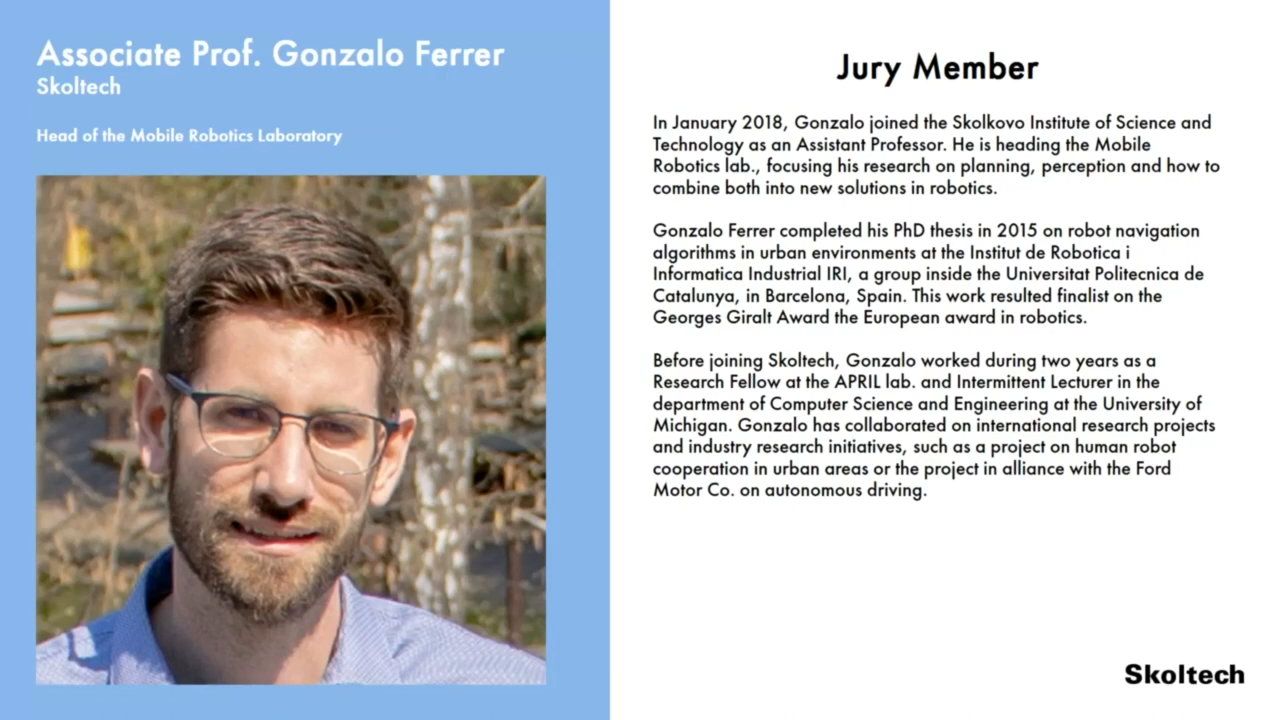 Associate Prof. Gonzalo Ferrer
Skoltech
Head of the Mobile Robotics Laboratory
Jury Member
In January 2018, Gonzalo joined the Skolkovo Institute of Science and
Technology as an Assistant Professor. He is heading the Mobile
Robotics lab., focusing his research on planning, perception and how to
combine both into new solutions in robotics.
Gonzalo Ferrer completed his PhD thesis in 2015 on robot navigation
algorithms in urban environments at the Institut de Robotica i
Informatica Industrial IRI, a group inside the Universitat Politecnica de
Catalunya, in Barcelona, Spain. This work resulted finalist on the
Georges Giralt Award the European award in robotics.
Before joining Skoltech, Gonzalo worked during two years as a
Research Fellow at the APRIL lab. and Intermittent Lecturer in the
department of Computer Science and Engineering at the University of
Michigan. Gonzalo has collaborated on international research projects
and industry research initiatives, such as a project on human robot
cooperation in urban areas or the project in alliance with the Ford
Motor Co. on autonomous driving.
Skoltech